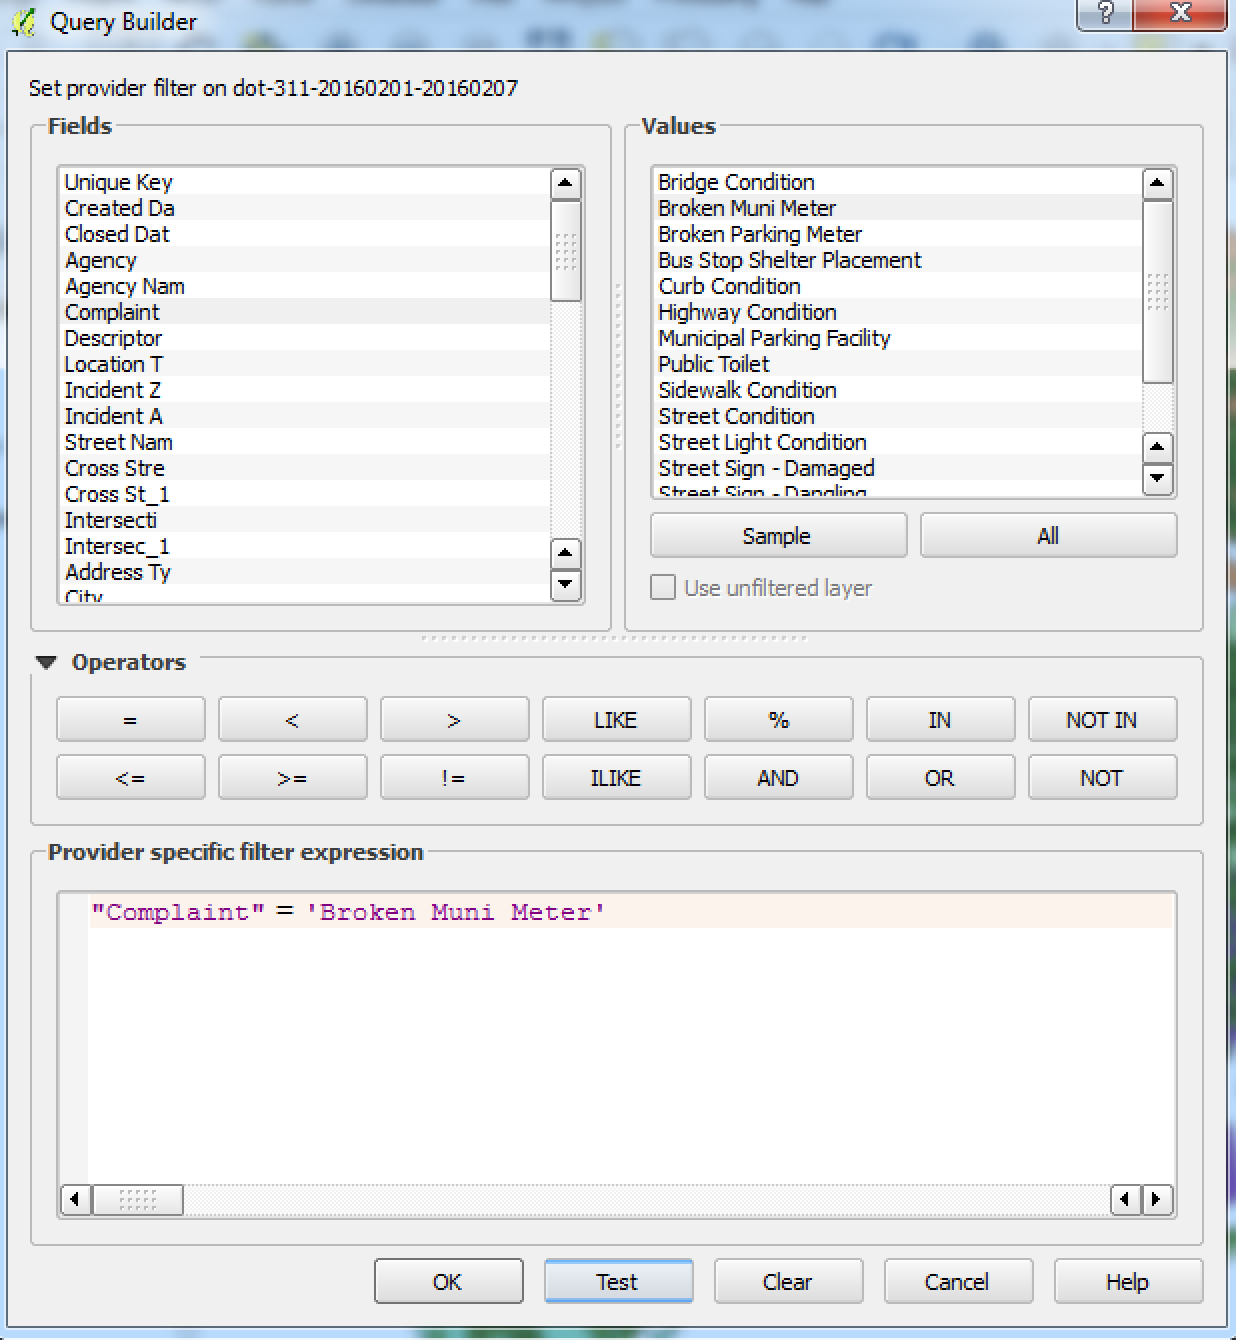 Query Builder
?
X
Set provider filter on dot-311-20160201-20160207
Fields
Unique Key
Created Da
Closed Dat
Agency
Agency Nam
Complaint
Descriptor
Location T
Incident Z
Incident A
Street Nam
Cross Stre
Cross St_1
Intersecti
Intersec_1
Address Ty
City
Values
Bridge Condition
Broken Muni Meter
Broken Parking Meter
Bus Stop Shelter Placement
Curb Condition
Highway Condition
Municipal Parking Facility
Public Toilet
Sidewalk Condition
Street Condition
Street Light Condition
Street Sign - Damaged
Street Sign - Dangling
Sample All
Use unfiltered layer
Operators
= < > LIKE % IN NOT IN
<= >= != ILIKE AND OR NOT
Provider specific filter expression
"Complaint" = 'Broken Muni Meter'
OK Test Clear Cancel Help